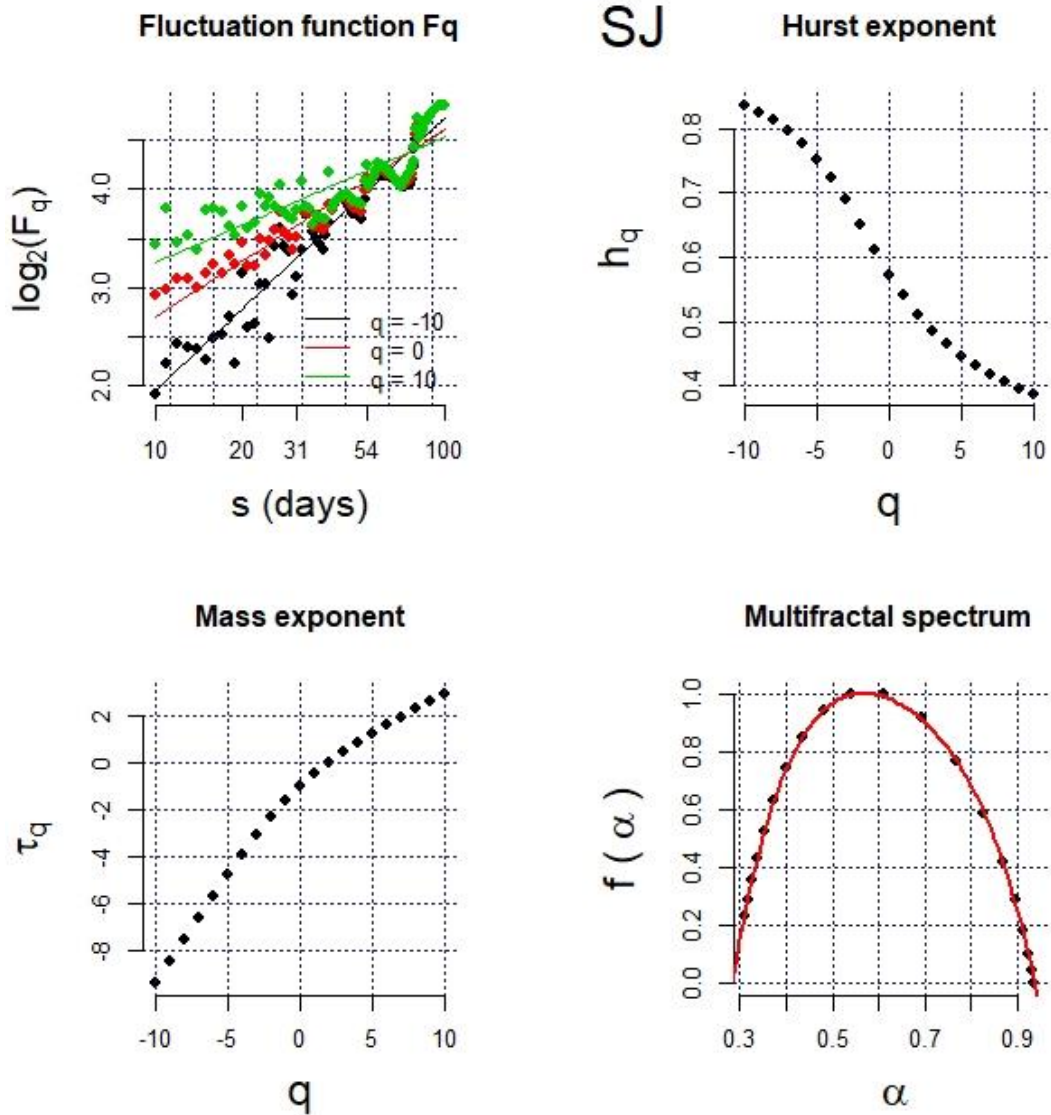 Fluctuation function Fq
log₂(F_q)
4.0
3.0
2.0
q = -10
q = 0
q = 10
10 20 31 54 100
s (days)
SJ
Hurst exponent
h_q
0.8
0.7
0.6
0.5
0.4
-10 -5 0 5 10
q
Mass exponent
τ_q
2
0
-2
-4
-6
-8
-10 -5 0 5 10
q
Multifractal spectrum
f ( α )
1.0
0.8
0.6
0.4
0.2
0.0
0.3 0.5 0.7 0.9
α